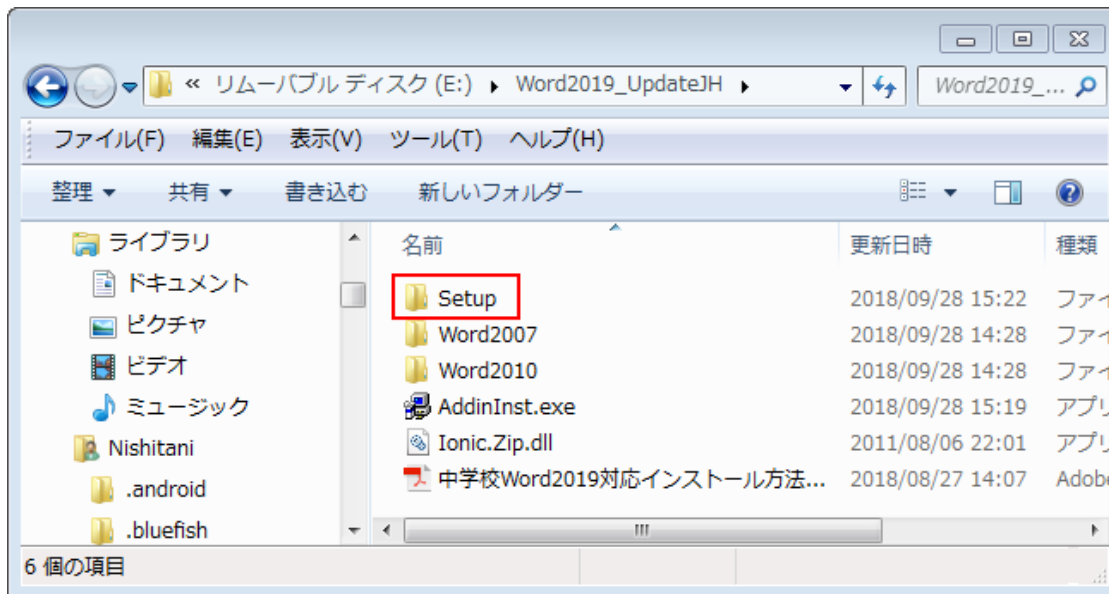 « リムーバブル ディスク (E:) ▸ Word2019_UpdateJH ▸ Word2019_...
ファイル(F) 編集(E) 表示(V) ツール(T) ヘルプ(H)
整理 ▼ 共有 ▼ 書き込む 新しいフォルダー
ライブラリ
ドキュメント
ピクチャ
ビデオ
ミュージック
Nishitani
.android
.bluefish
名前 更新日時 種類
Setup 2018/09/28 15:22 ファイ
Word2007 2018/09/28 14:28 ファイ
Word2010 2018/09/28 14:28 ファイ
AddinInst.exe 2018/09/28 15:19 アプリ
Ionic.Zip.dll 2011/08/06 22:01 アプリ
中学校Word2019対応インストール方法... 2018/08/27 14:07 Adobe
6 個の項目